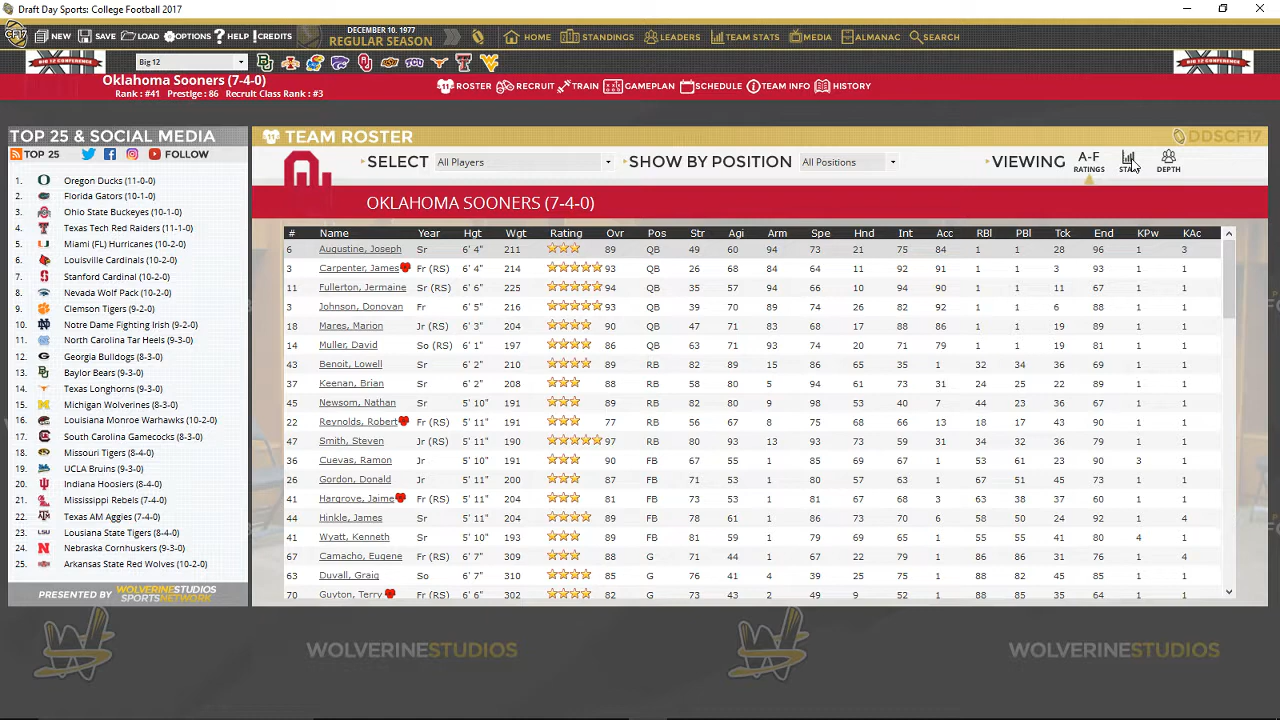 Draft Day Sports: College Football 2017
NEW SAVE LOAD OPTIONS HELP CREDITS DECEMBER 10, 1977 HOME STANDINGS LEADERS TEAM STATS MEDIA ALMANAC SEARCH
REGULAR SEASON
Big 12
Oklahoma Sooners (7-4-0)
Rank : #41 Prestige : 86 Recruit Class Rank : #3
ROSTER RECRUIT TRAIN GAMEPLAN SCHEDULE TEAM INFO HISTORY
TOP 25 & SOCIAL MEDIA
TOP 25 FOLLOW
1. Oregon Ducks (11-0-0)
2. Florida Gators (10-1-0)
3. Ohio State Buckeyes (10-1-0)
4. Texas Tech Red Raiders (11-1-0)
5. Miami (FL) Hurricanes (10-2-0)
6. Louisville Cardinals (10-2-0)
7. Stanford Cardinal (10-2-0)
8. Nevada Wolf Pack (10-2-0)
9. Clemson Tigers (9-2-0)
10. Notre Dame Fighting Irish (9-2-0)
11. North Carolina Tar Heels (9-3-0)
12. Georgia Bulldogs (8-3-0)
13. Baylor Bears (9-3-0)
14. Texas Longhorns (9-3-0)
15. Michigan Wolverines (8-3-0)
16. Louisiana Monroe Warhawks (10-2-0)
17. South Carolina Gamecocks (8-3-0)
18. Missouri Tigers (8-4-0)
19. UCLA Bruins (9-3-0)
20. Indiana Hoosiers (8-4-0)
21. Mississippi Rebels (7-4-0)
22. Texas AM Aggies (7-4-0)
23. Louisiana State Tigers (8-4-0)
24. Nebraska Cornhuskers (9-3-0)
25. Arkansas State Red Wolves (10-2-0)
PRESENTED BY WOLVERINESTUDIOS
SPORTSNETWORK
TEAM ROSTER DDSCF17
SELECT All Players SHOW BY POSITION All Positions VIEWING A-F RATINGS STATS DEPTH
OKLAHOMA SOONERS (7-4-0)
# Name Year Hgt Wgt Rating Ovr Pos Str Agi Arm Spe Hnd Int Acc RBl PBl Tck End KPw KAc
6 Augustine, Joseph Sr 6' 4" 211 89 QB 49 60 94 73 21 75 84 1 1 28 96 1 3
3 Carpenter, James Fr (RS) 6' 4" 214 93 QB 26 68 84 64 11 92 91 1 1 3 93 1 1
11 Fullerton, Jermaine Sr (RS) 6' 6" 225 94 QB 35 57 94 66 10 94 90 1 1 11 67 1 1
3 Johnson, Donovan Fr 6' 5" 216 93 QB 39 70 89 74 26 82 92 1 1 6 88 1 1
18 Mares, Marion Jr (RS) 6' 3" 204 90 QB 47 71 83 68 17 88 86 1 1 19 89 1 1
14 Muller, David So (RS) 6' 1" 197 86 QB 63 71 93 74 20 71 79 1 1 19 81 1 1
43 Benoit, Lowell Sr 6' 2" 210 89 RB 82 89 15 86 65 35 1 32 34 36 69 1 1
37 Keenan, Brian Sr 6' 2" 208 88 RB 58 80 5 94 61 73 31 24 25 22 89 1 1
45 Newsom, Nathan Sr 5' 10" 191 89 RB 82 80 9 98 53 40 7 44 23 36 67 1 1
22 Reynolds, Robert Fr (RS) 5' 11" 191 77 RB 56 67 8 75 68 66 13 18 17 43 90 1 1
47 Smith, Steven Jr (RS) 5' 11" 190 97 RB 80 93 13 93 73 59 31 34 32 36 79 1 1
36 Cuevas, Ramon Jr 5' 10" 191 90 FB 67 55 1 85 69 67 1 53 61 23 90 3 1
26 Gordon, Donald Jr 5' 11" 200 87 FB 71 53 1 81 60 68 1 67 51 45 73 1 1
41 Hargrove, Jaime Fr (RS) 5' 11" 204 81 FB 73 53 1 81 67 68 3 63 38 37 60 1 1
44 Hinkle, James Sr 5' 11" 204 89 FB 78 61 1 86 73 70 6 58 50 24 92 1 4
41 Wyatt, Kenneth Sr 5' 10" 193 89 FB 81 59 1 79 69 65 1 60 51 41 80 4 1
67 Camacho, Eugene Fr (RS) 6' 7" 309 88 G 71 44 1 67 22 79 1 86 86 31 76 1 4
63 Duvall, Graig So 6' 7" 310 85 G 76 41 4 39 25 75 1 88 82 45 85 1 1
70 Guyton, Terry Fr (RS) 6' 6" 302 82 G 73 43 2 49 9 52 1 88 85 35 64 1 1
WOLVERINESTUDIOS WOLVERINESTUDIOS